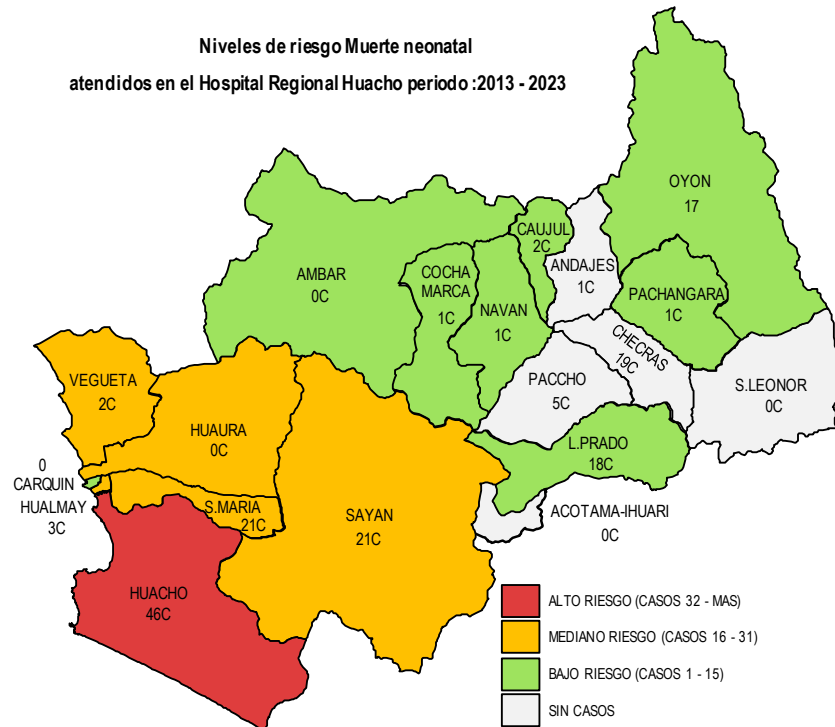 Niveles de riesgo Muerte neonatal
atendidos en el Hospital Regional Huacho periodo :2013 - 2023
OYON
17
CAUJUL
2C
ANDAJES
1C
AMBAR
0C
COCHA
MARCA
1C
NAVAN
1C
PACHANGARA
1C
CHECRAS
19C
PACCHO
5C
S.LEONOR
0C
VEGUETA
2C
HUAURA
0C
L.PRADO
18C
0
CARQUIN
HUALMAY
3C
S.MARIA
21C
SAYAN
21C
ACOTAMA-IHUARI
0C
HUACHO
46C
ALTO RIESGO (CASOS 32 - MAS)
MEDIANO RIESGO (CASOS 16 - 31)
BAJO RIESGO (CASOS 1 - 15)
SIN CASOS